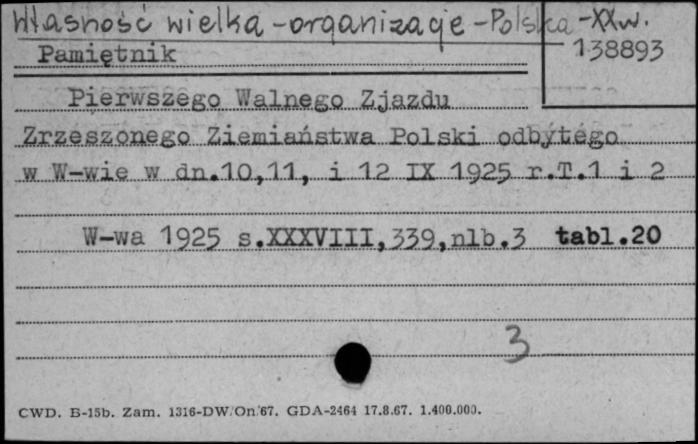 Własność wielka - organizacje - Polska - XXw.
138893
Pamiętnik
Pierwszego Walnego Zjazdu
Zrzeszonego Ziemiaństwa Polski odbytego
w W-wie w dn.10,11, i 12 IX 1925 r.T.1 i 2
W-wa 1925 s.XXXVIII,339,nlb.3 tabl.20
3
CWD. B-15b. Zam. 1316-DW/On/67. GDA-2464 17.8.67. 1.400.000.